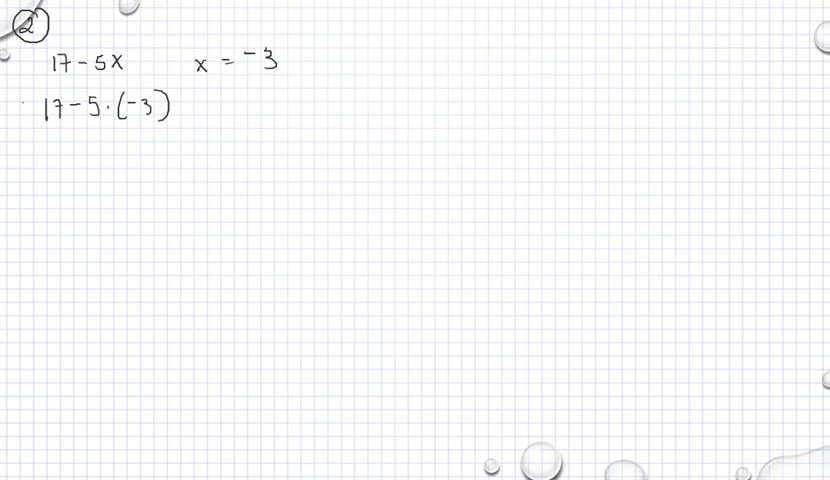 2
17 - 5x x = -3
17 - 5 · (-3)